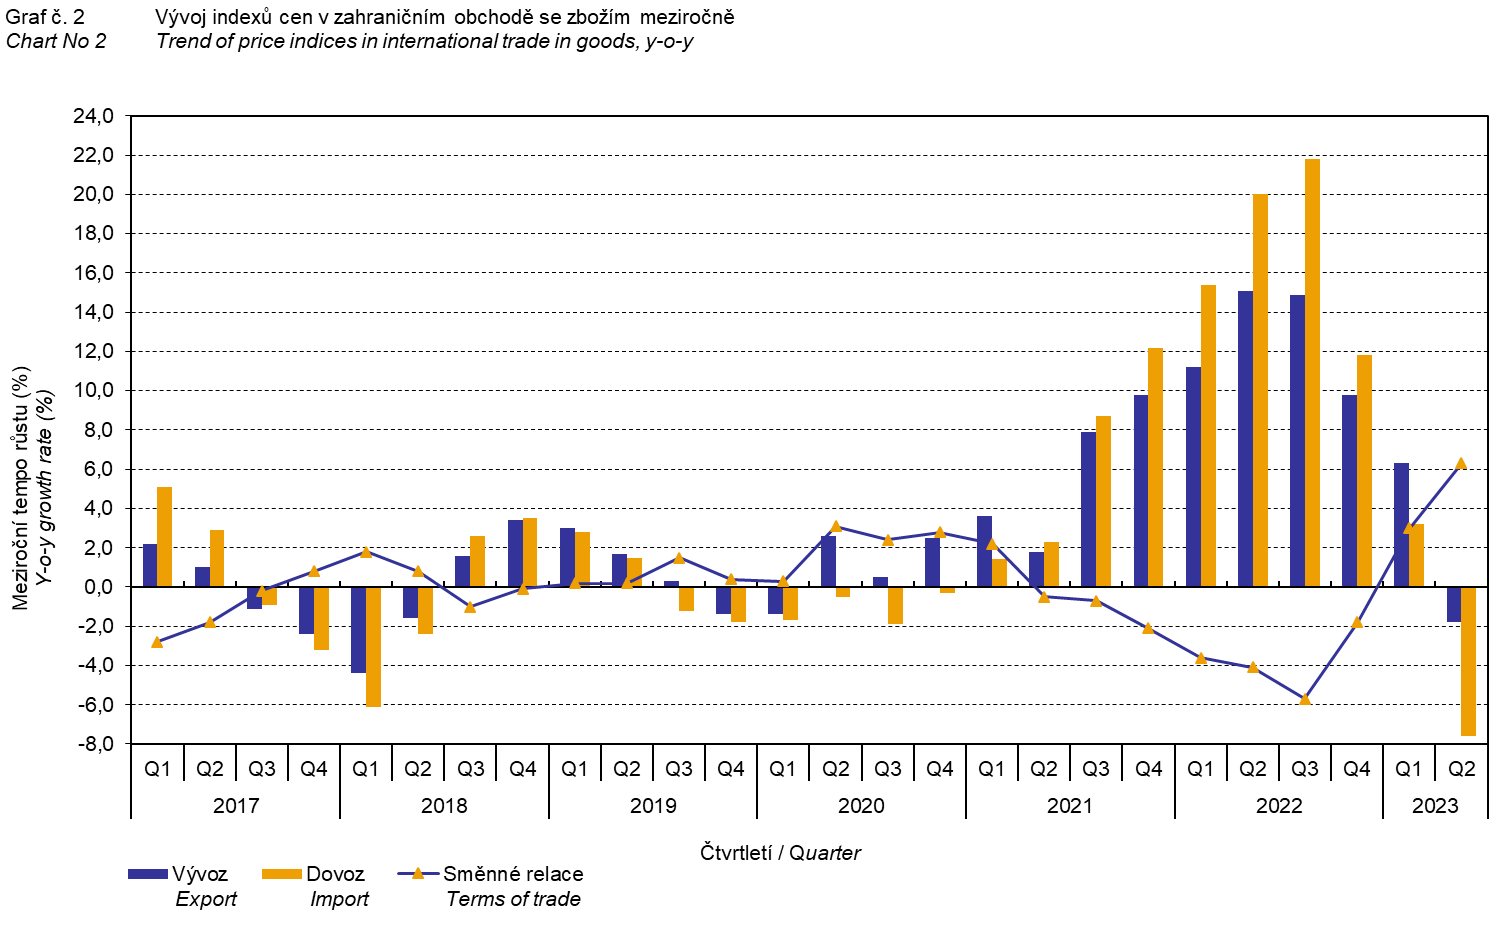 Graf č. 2 Vývoj indexů cen v zahraničním obchodě se zbožím meziročně
Chart No 2 Trend of price indices in international trade in goods, y-o-y
24,0
22,0
20,0
18,0
16,0
14,0
12,0
10,0
8,0
6,0
4,0
2,0
0,0
-2,0
-4,0
-6,0
-8,0
Meziroční tempo růstu (%)
Y-o-y growth rate (%)
Q1 Q2 Q3 Q4 Q1 Q2 Q3 Q4 Q1 Q2 Q3 Q4 Q1 Q2 Q3 Q4 Q1 Q2 Q3 Q4 Q1 Q2 Q3 Q4 Q1 Q2
2017 2018 2019 2020 2021 2022 2023
Čtvrtletí / Quarter
Vývoz Dovoz Směnné relace
Export Import Terms of trade